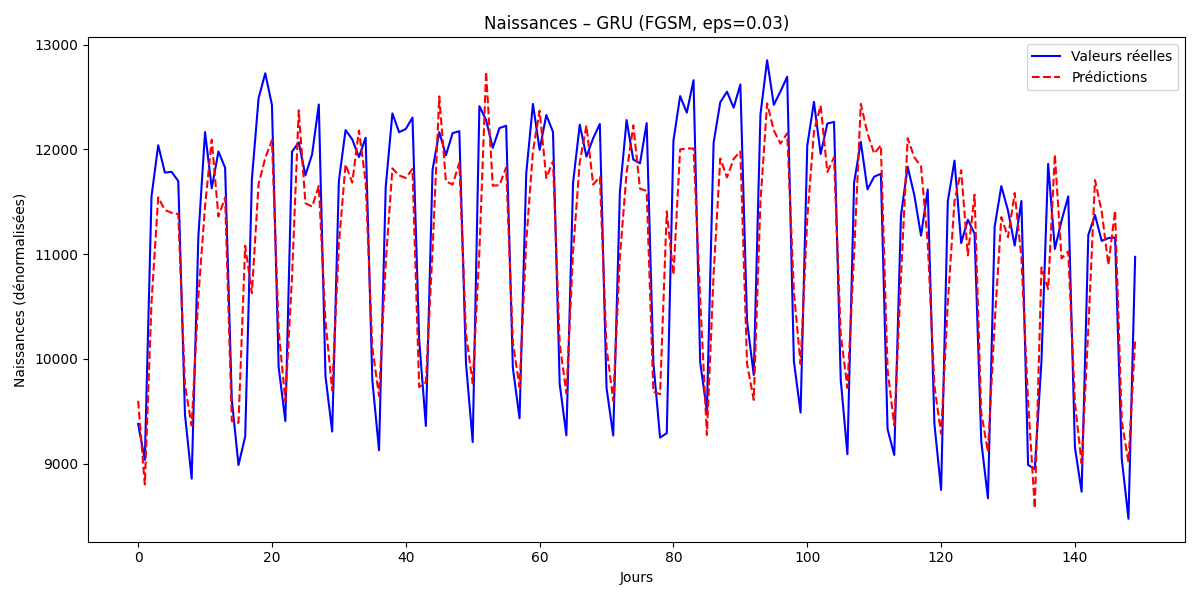 Naissances – GRU (FGSM, eps=0.03)
Valeurs réelles
Prédictions
Naissances (dénormalisées)
13000
12000
11000
10000
9000
0 20 40 60 80 100 120 140
Jours